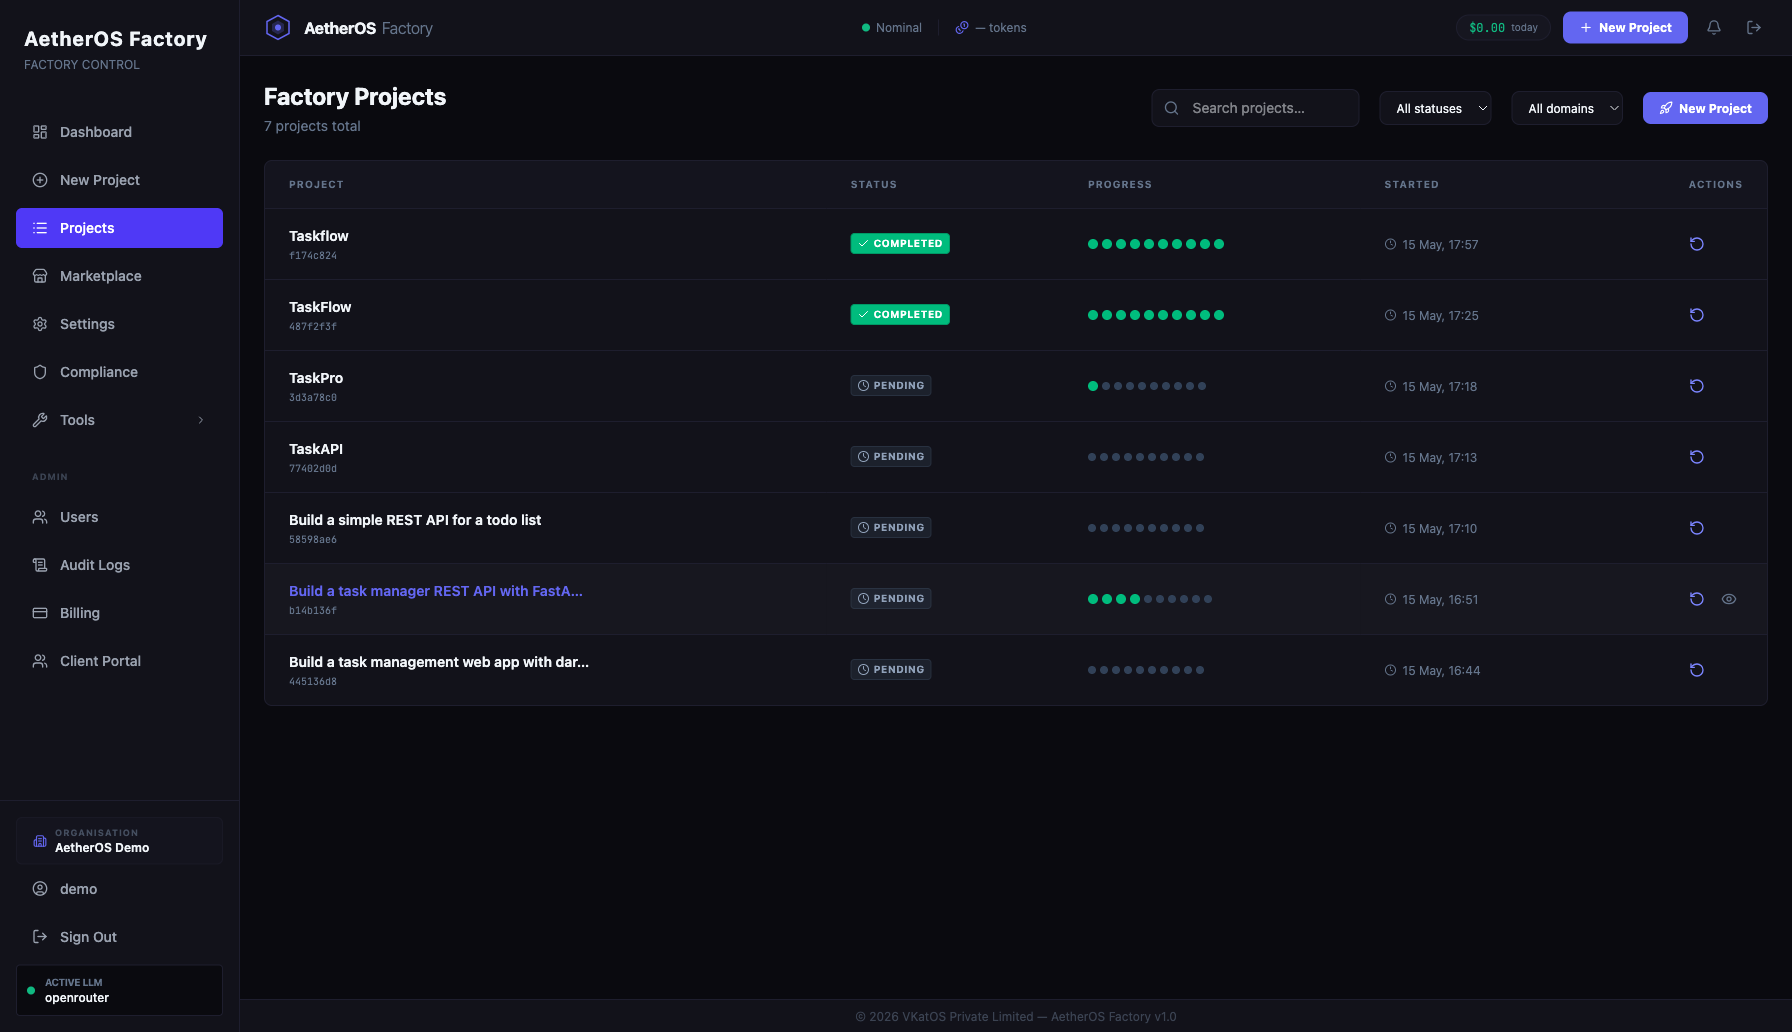 AetherOS Factory
FACTORY CONTROL
Dashboard
New Project
Projects
Marketplace
Settings
Compliance
Tools
ADMIN
Users
Audit Logs
Billing
Client Portal
ORGANISATION
AetherOS Demo
demo
Sign Out
ACTIVE LLM
openrouter
AetherOS Factory
Nominal
— tokens
$0.00 today
New Project
Factory Projects
7 projects total
Search projects...
All statuses
All domains
New Project
PROJECT STATUS PROGRESS STARTED ACTIONS
Taskflow
f174c824
COMPLETED
15 May, 17:57
TaskFlow
487f2f3f
COMPLETED
15 May, 17:25
TaskPro
3d3a78c0
PENDING
15 May, 17:18
TaskAPI
77402d0d
PENDING
15 May, 17:13
Build a simple REST API for a todo list
58598ae6
PENDING
15 May, 17:10
Build a task manager REST API with FastA...
b14b136f
PENDING
15 May, 16:51
Build a task management web app with dar...
445136d8
PENDING
15 May, 16:44
© 2026 VKatOS Private Limited — AetherOS Factory v1.0